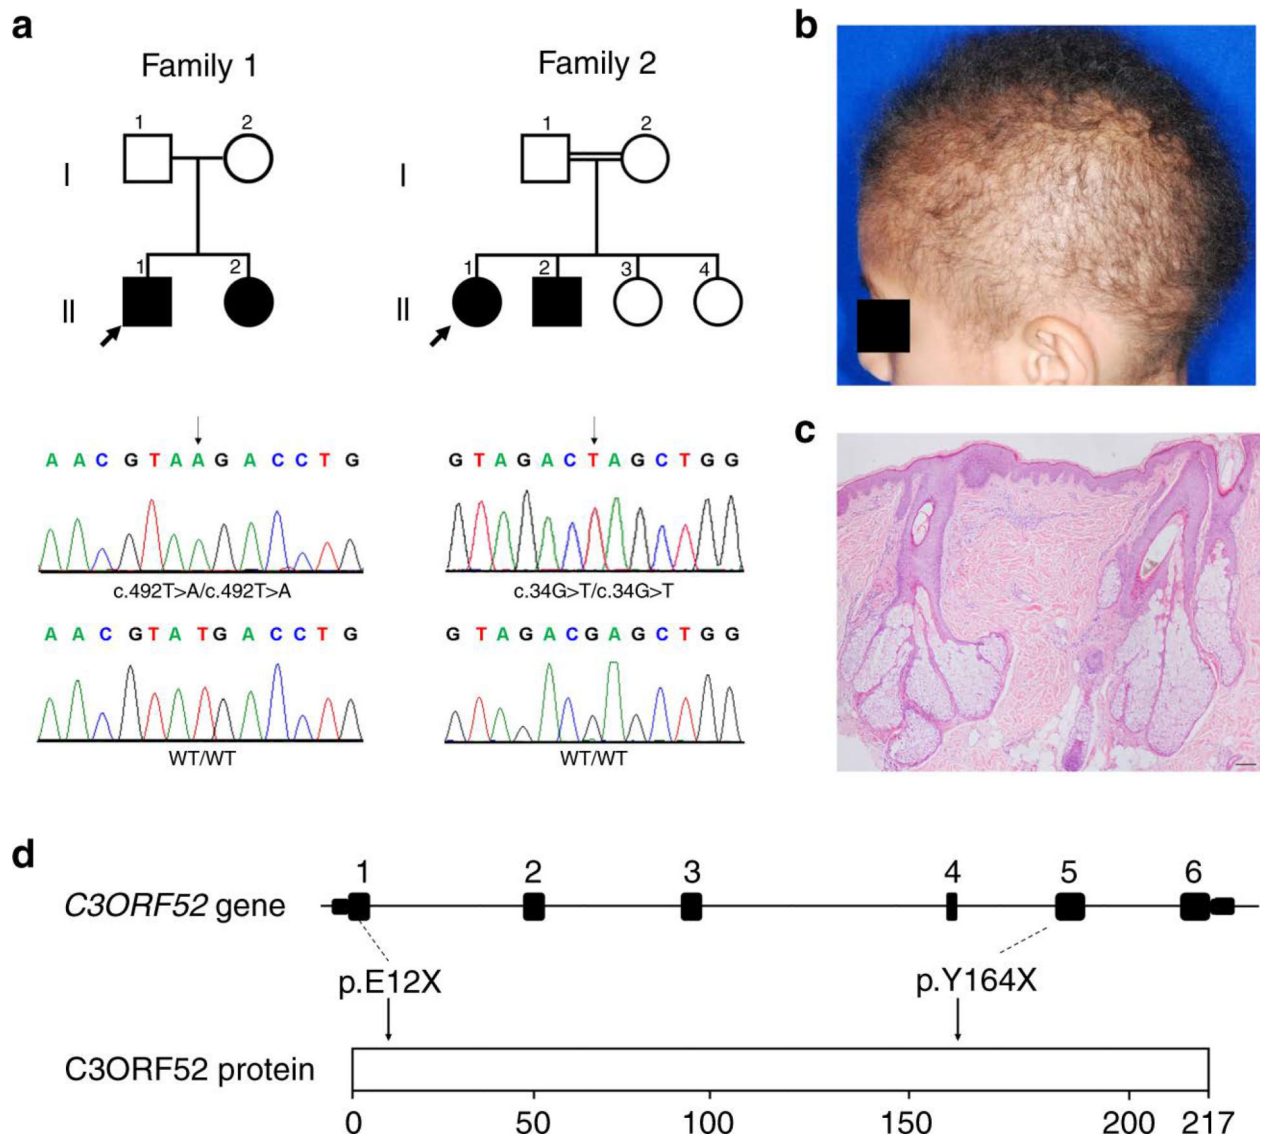 a
Family 1
Family 2
b
1 2
1 2
I
I
1 2
1 2 3 4
II
II
c
A A C G T A A G A C C T G
G T A G A C T A G C T G G
c.492T>A/c.492T>A
c.34G>T/c.34G>T
A A C G T A T G A C C T G
G T A G A C G A G C T G G
WT/WT
WT/WT
d
1 2 3 4 5 6
C3ORF52 gene
p.E12X
p.Y164X
C3ORF52 protein
0 50 100 150 200 217